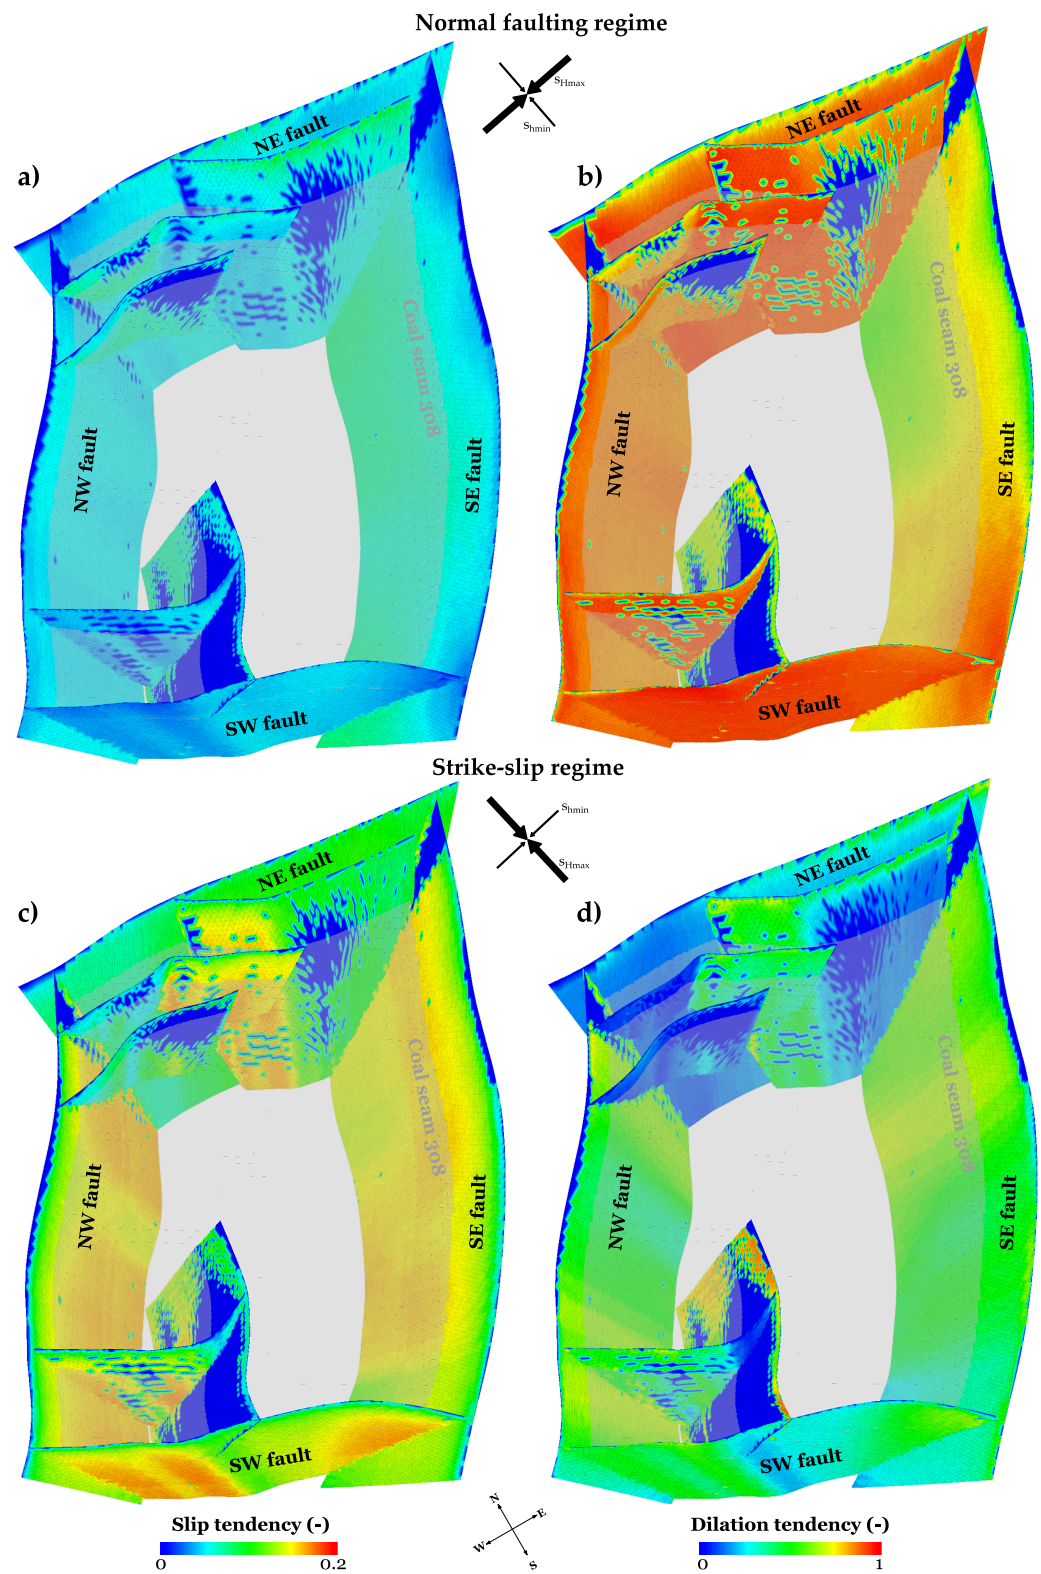 Normal faulting regime
sHmax
shmin
a)
NE fault
Coal seam 308
NW fault
SE fault
SW fault
b)
NE fault
Coal seam 308
NW fault
SE fault
SW fault
Strike-slip regime
shmin
sHmax
c)
NE fault
Coal seam 308
NW fault
SE fault
SW fault
d)
NE fault
Coal seam 308
NW fault
SE fault
SW fault
N
E
W
S
Slip tendency (-)
0 0.2
Dilation tendency (-)
0 1